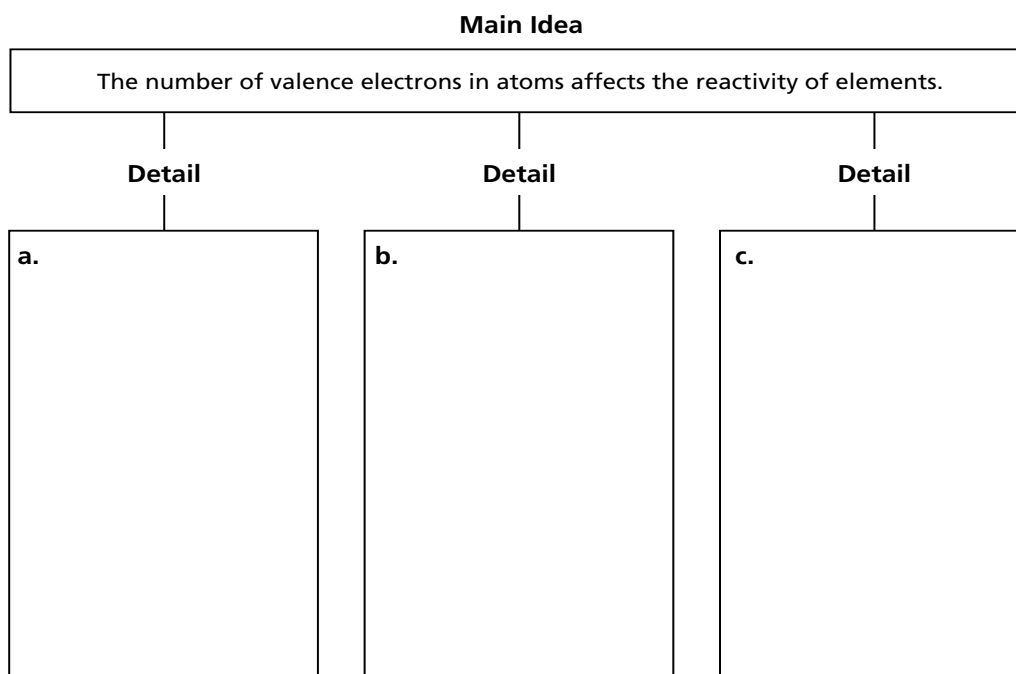 Main Idea
The number of valence electrons in atoms affects the reactivity of elements.
Detail Detail Detail
a. b. c.